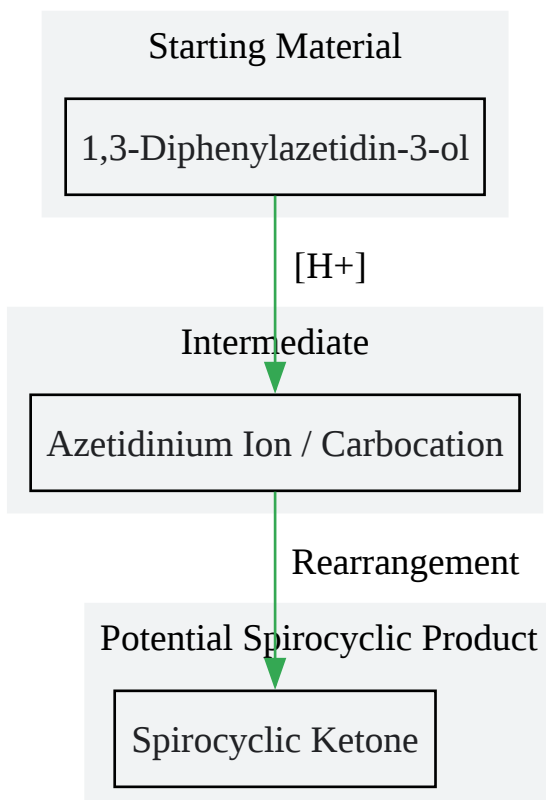 Starting Material
1,3-Diphenylazetidin-3-ol
[H+]
Intermediate
Azetidinium Ion / Carbocation
Rearrangement
Potential Spirocyclic Product
Spirocyclic Ketone